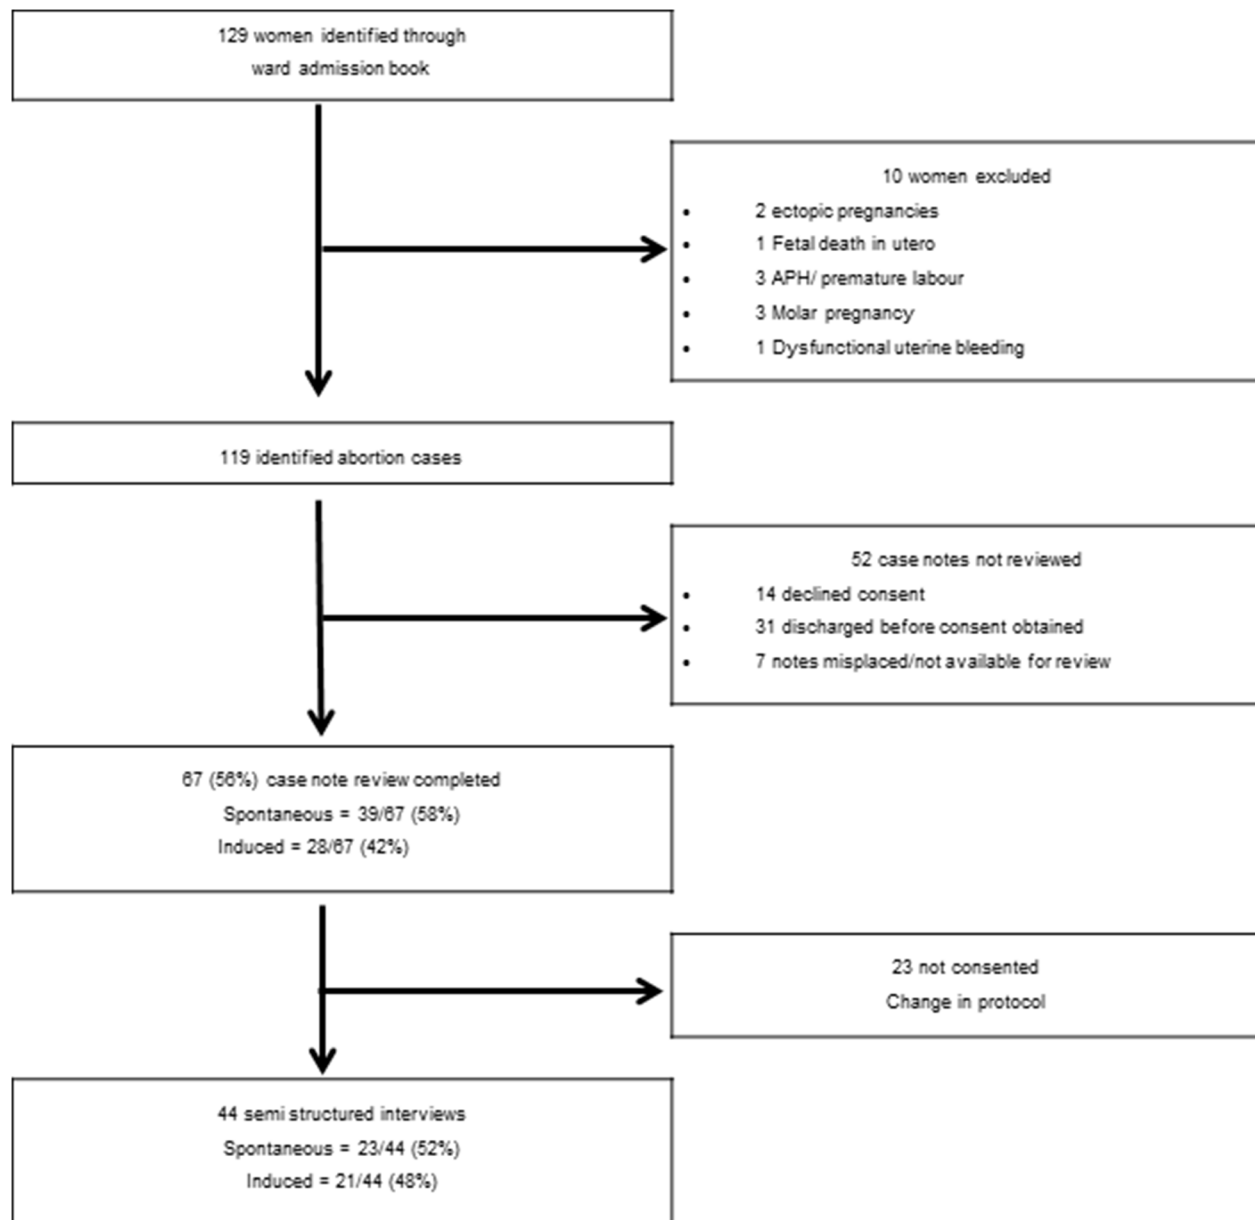 129 women identified through
ward admission book
10 women excluded
• 2 ectopic pregnancies
• 1 Fetal death in utero
• 3 APH/ premature labour
• 3 Molar pregnancy
• 1 Dysfunctional uterine bleeding
119 identified abortion cases
52 case notes not reviewed
• 14 declined consent
• 31 discharged before consent obtained
• 7 notes misplaced/not available for review
67 (56%) case note review completed
Spontaneous = 39/67 (58%)
Induced = 28/67 (42%)
23 not consented
Change in protocol
44 semi structured interviews
Spontaneous = 23/44 (52%)
Induced = 21/44 (48%)